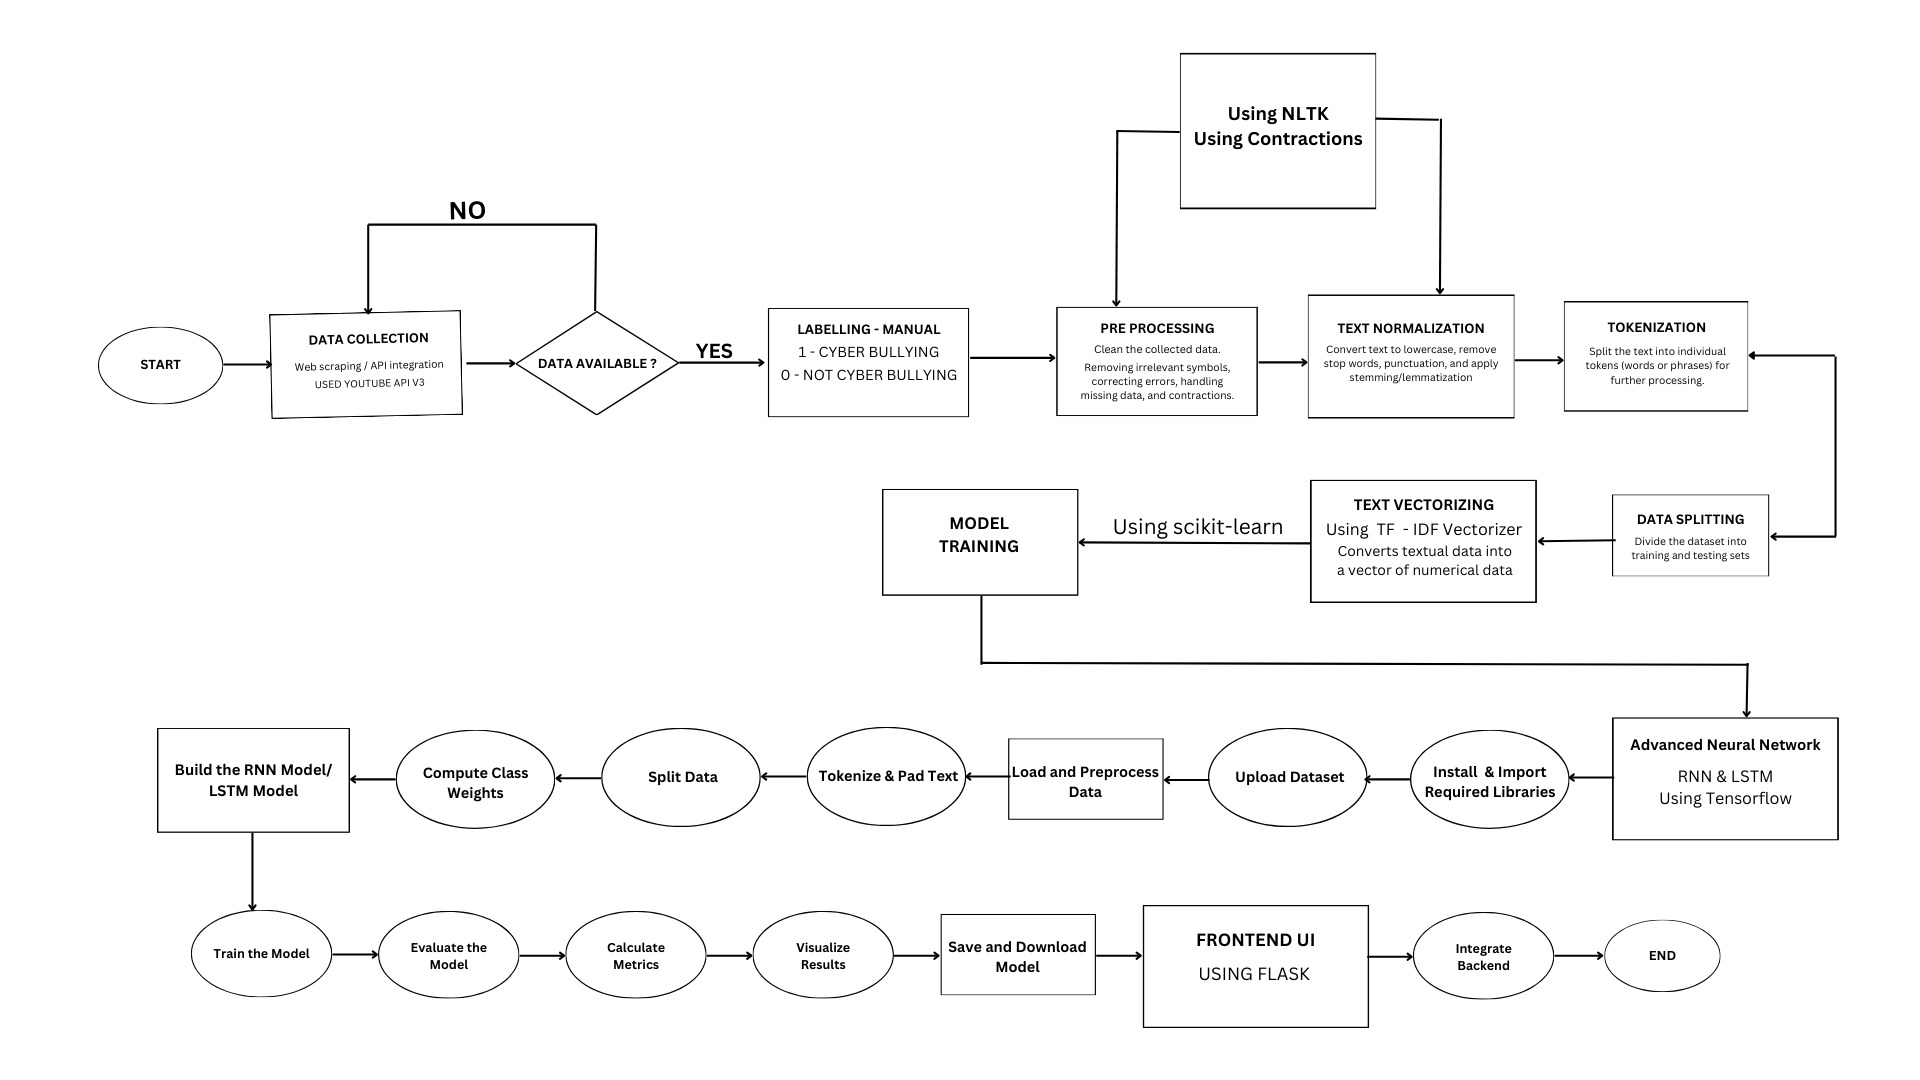 Using NLTK
Using Contractions
NO
START
DATA COLLECTION
Web scraping / API integration
USED YOUTUBE API V3
DATA AVAILABLE ?
YES
LABELLING - MANUAL
1 - CYBER BULLYING
0 - NOT CYBER BULLYING
PRE PROCESSING
Clean the collected data.
Removing irrelevant symbols,
correcting errors, handling
missing data, and contractions.
TEXT NORMALIZATION
Convert text to lowercase, remove
stop words, punctuation, and apply
stemming/lemmatization
TOKENIZATION
Split the text into individual
tokens (words or phrases) for
further processing.
DATA SPLITTING
Divide the dataset into
training and testing sets
TEXT VECTORIZING
Using TF - IDF Vectorizer
Converts textual data into
a vector of numerical data
Using scikit-learn
MODEL
TRAINING
Advanced Neural Network
RNN & LSTM
Using Tensorflow
Install & Import
Required Libraries
Upload Dataset
Load and Preprocess
Data
Tokenize & Pad Text
Split Data
Compute Class
Weights
Build the RNN Model/
LSTM Model
Train the Model
Evaluate the
Model
Calculate
Metrics
Visualize
Results
Save and Download
Model
FRONTEND UI
USING FLASK
Integrate
Backend
END